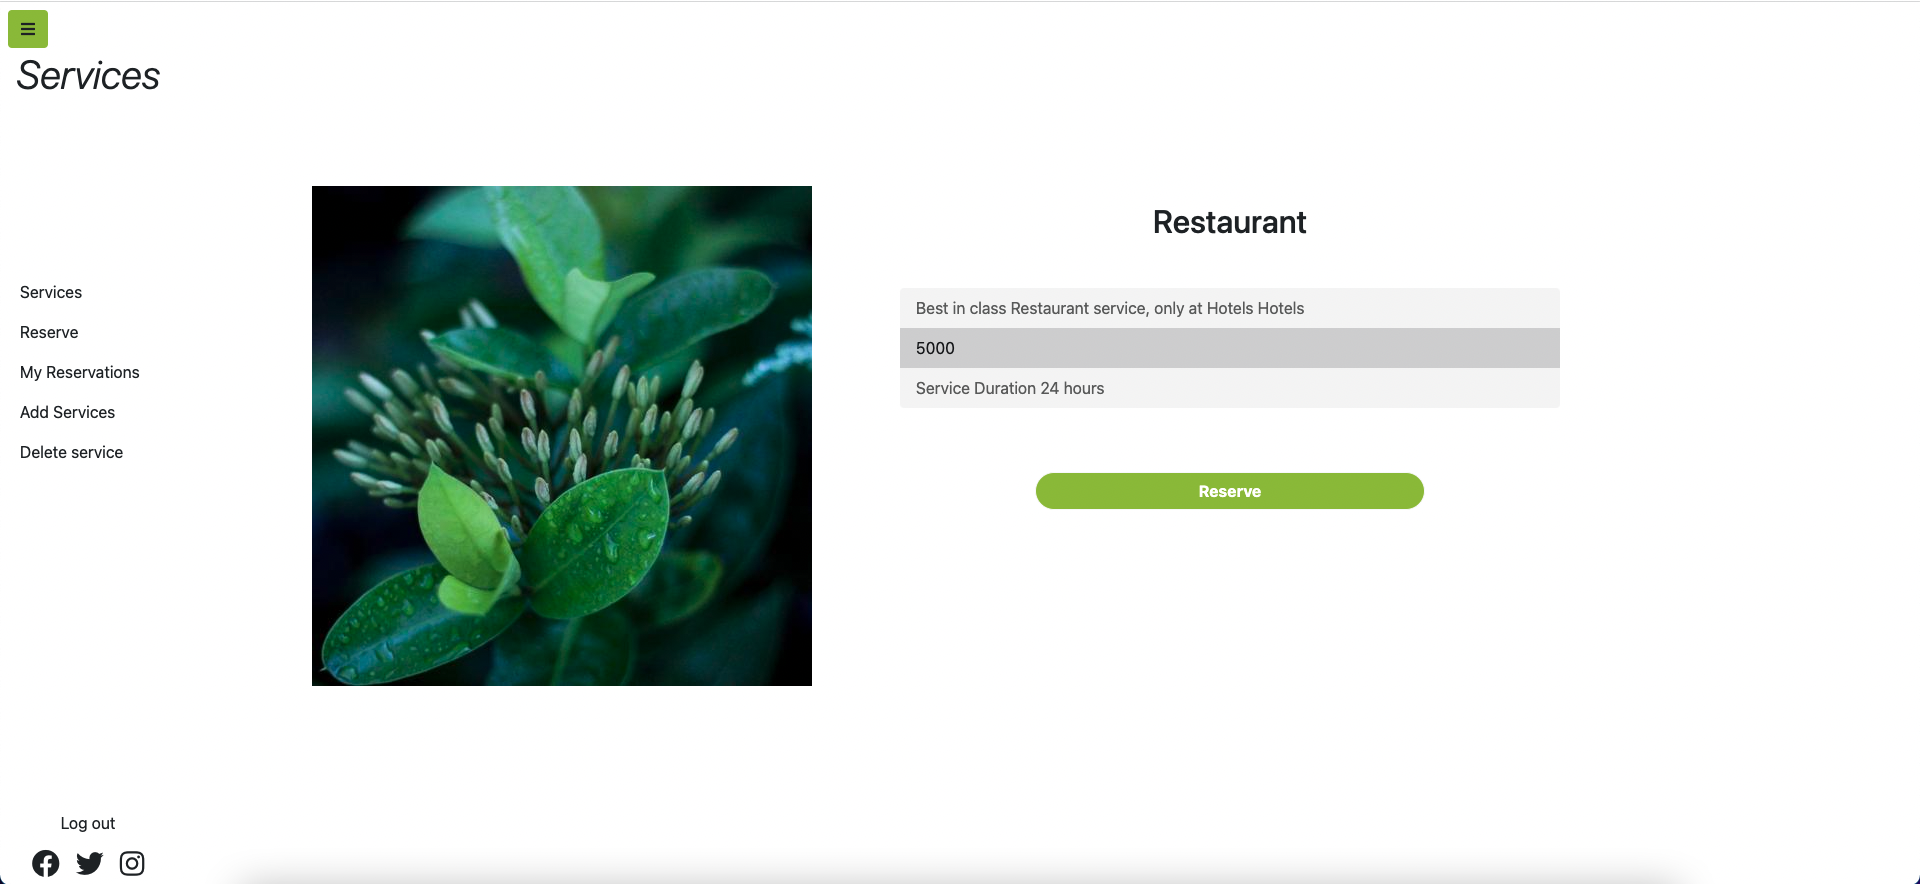 Services
Services
Reserve
My Reservations
Add Services
Delete service
Log out
Restaurant
Best in class Restaurant service, only at Hotels Hotels
5000
Service Duration 24 hours
Reserve